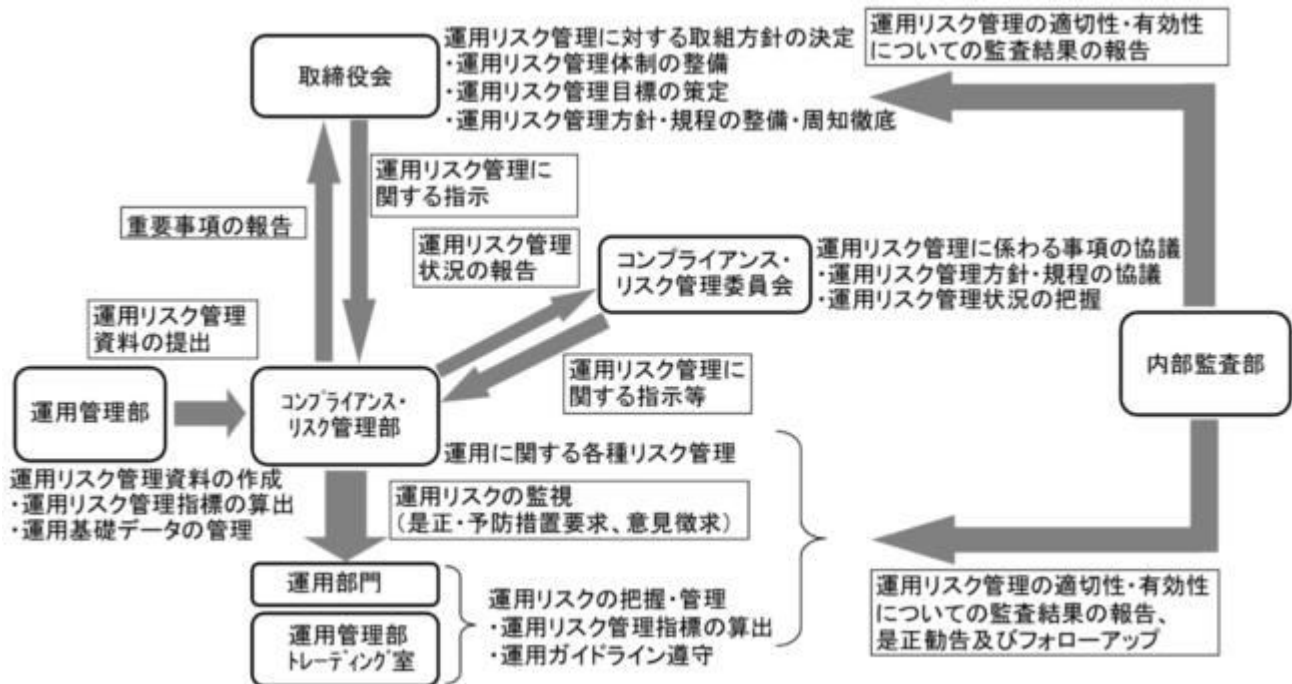 取締役会
運用リスク管理に対する取組方針の決定
・運用リスク管理体制の整備
・運用リスク管理目標の策定
・運用リスク管理方針・規程の整備・周知徹底
運用リスク管理の適切性・有効性
についての監査結果の報告
運用リスク管理に
関する指示
重要事項の報告
運用リスク管理
状況の報告
コンプライアンス・
リスク管理委員会
運用リスク管理に係わる事項の協議
・運用リスク管理方針・規程の協議
・運用リスク管理状況の把握
運用リスク管理
資料の提出
内部監査部
運用管理部
コンプライアンス・
リスク管理部
運用リスク管理に
関する指示等
運用に関する各種リスク管理
運用リスク管理資料の作成
・運用リスク管理指標の算出
・運用基礎データの管理
運用リスクの監視
（是正・予防措置要求、意見徴求）
運用部門
運用管理部
トレーディング室
運用リスクの把握・管理
・運用リスク管理指標の算出
・運用ガイドライン遵守
運用リスク管理の適切性・有効性
についての監査結果の報告、
是正勧告及びフォローアップ